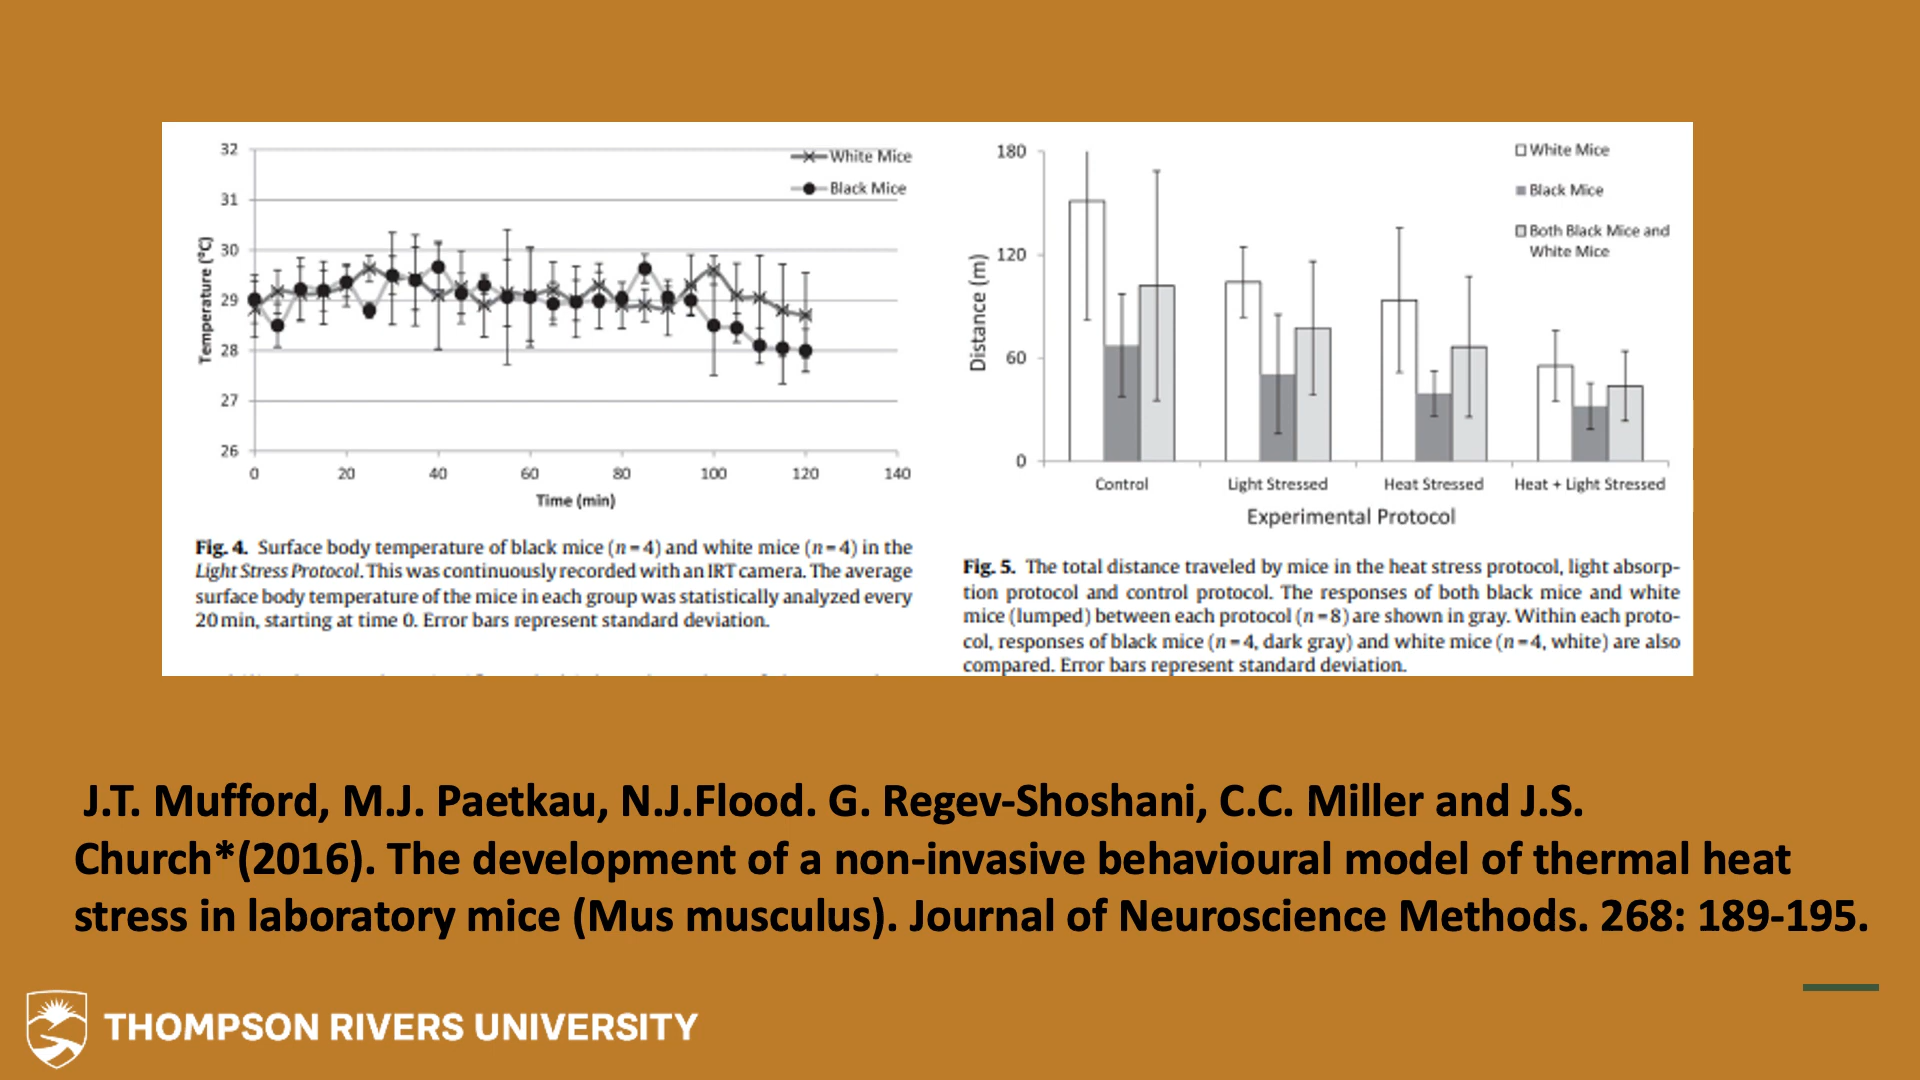 32
31
30
29
28
27
26
Temperature (°C)
0 20 40 60 80 100 120 140
Time (min)
White Mice
Black Mice
Fig. 4. Surface body temperature of black mice (n=4) and white mice (n=4) in the
Light Stress Protocol. This was continuously recorded with an IRT camera. The average
surface body temperature of the mice in each group was statistically analyzed every
20 min, starting at time 0. Error bars represent standard deviation.
180
120
60
0
Distance (m)
White Mice
Black Mice
Both Black Mice and
White Mice
Control Light Stressed Heat Stressed Heat + Light Stressed
Experimental Protocol
Fig. 5. The total distance traveled by mice in the heat stress protocol, light absorp-
tion protocol and control protocol. The responses of both black mice and white
mice (lumped) between each protocol (n=8) are shown in gray. Within each proto-
col, responses of black mice (n=4, dark gray) and white mice (n=4, white) are also
compared. Error bars represent standard deviation.
J.T. Mufford, M.J. Paetkau, N.J.Flood. G. Regev-Shoshani, C.C. Miller and J.S.
Church*(2016). The development of a non-invasive behavioural model of thermal heat
stress in laboratory mice (Mus musculus). Journal of Neuroscience Methods. 268: 189-195.
THOMPSON RIVERS UNIVERSITY